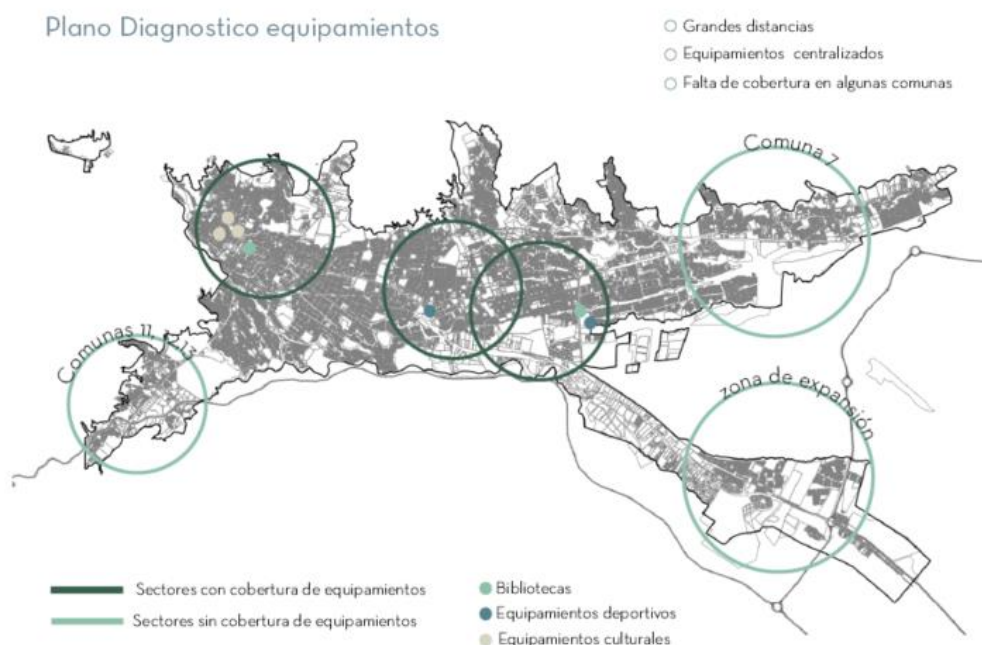 Plano Diagnostico equipamientos
Grandes distancias
Equipamientos centralizados
Falta de cobertura en algunas comunas
Comuna 7
Comunas 11, 13
zona de expansión
Sectores con cobertura de equipamientos
Sectores sin cobertura de equipamientos
Bibliotecas
Equipamientos deportivos
Equipamientos culturales